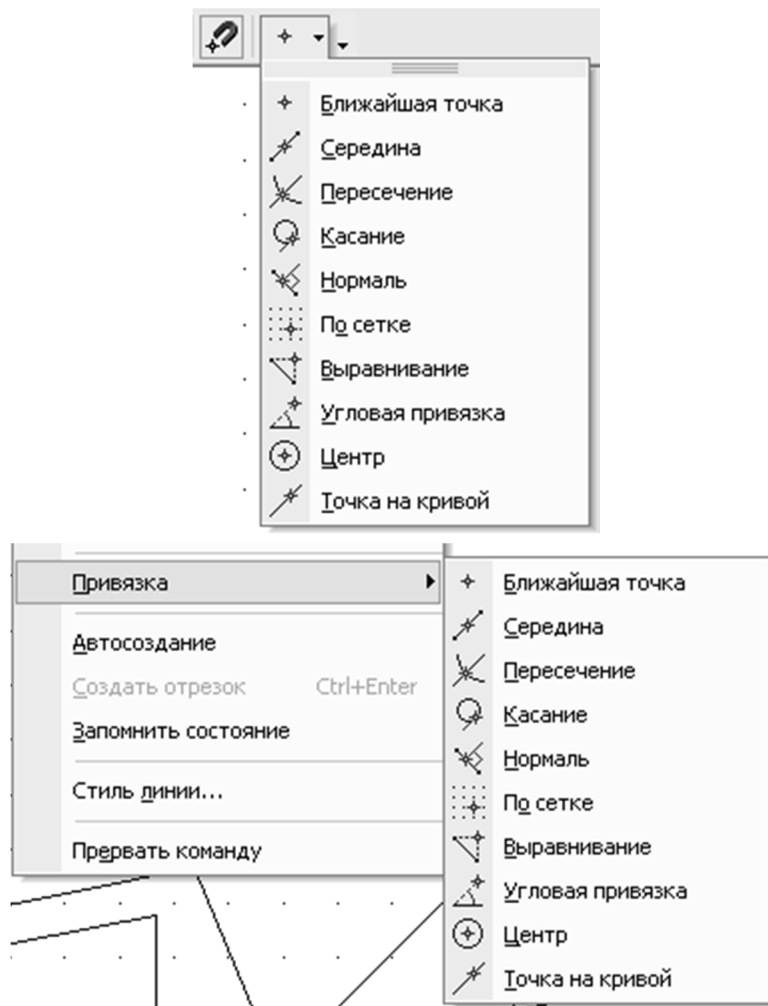 Ближайшая точка
Середина
Пересечение
Касание
Нормаль
По сетке
Выравнивание
Угловая привязка
Центр
Точка на кривой
Привязка
Автосоздание
Создать отрезок Ctrl+Enter
Запомнить состояние
Стиль линии...
Прервать команду
Ближайшая точка
Середина
Пересечение
Касание
Нормаль
По сетке
Выравнивание
Угловая привязка
Центр
Точка на кривой